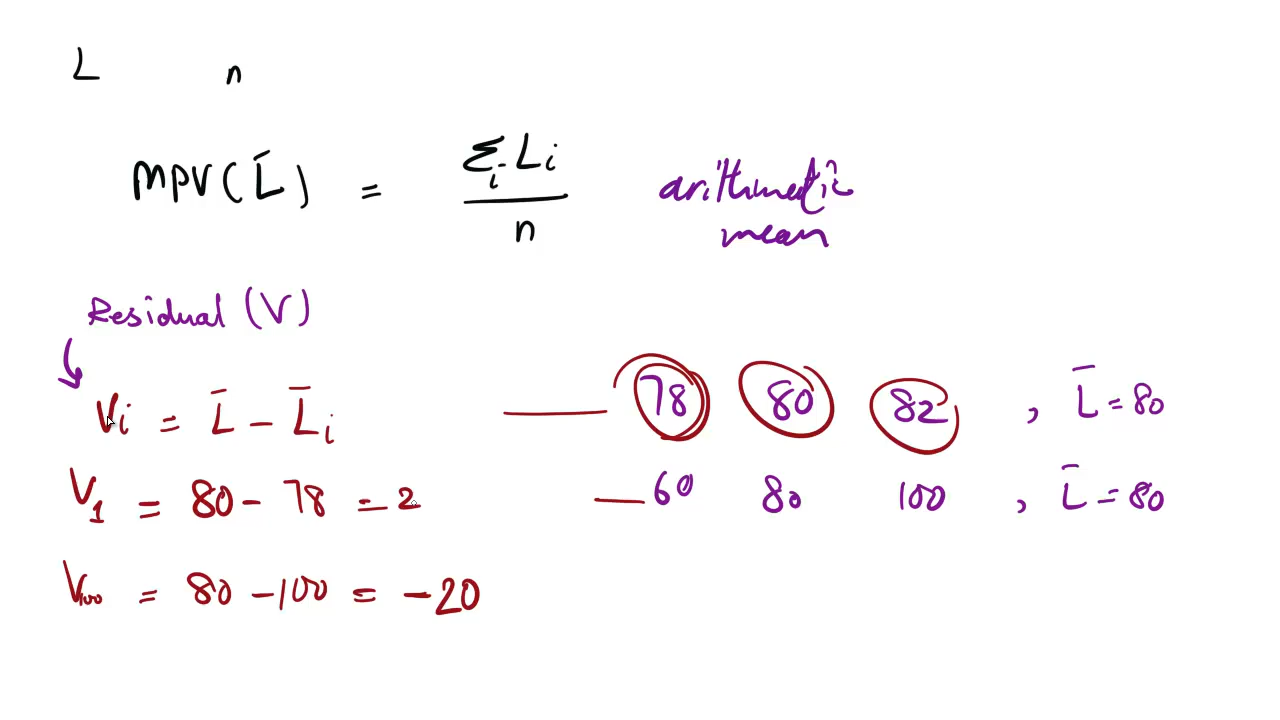 L n
MPV(L̄) = Σᵢ Lᵢ / n arithmetic mean
Residual (V)
Vᵢ = L̄ - L̄ᵢ 78 80 82 , L̄ = 80
V₁ = 80 - 78 = 2 60 80 100 , L̄ = 80
V₁₀₀ = 80 - 100 = -20